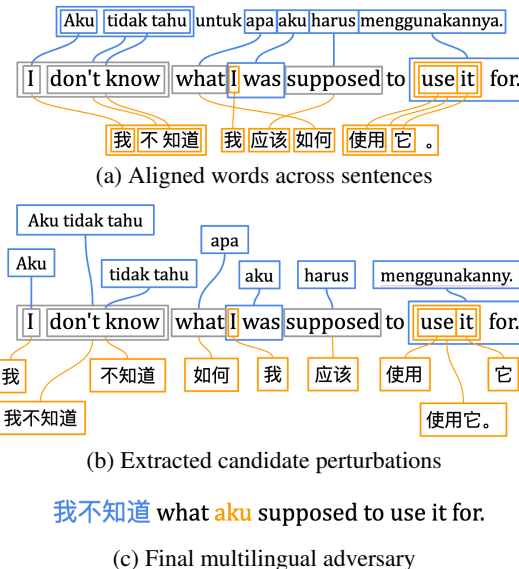 Aku tidak tahu untuk apa aku harus menggunakannya.
I don't know what I was supposed to use it for.
我 不 知道 我 应该 如何 使用 它 。
(a) Aligned words across sentences
Aku tidak tahu
apa
Aku
tidak tahu
aku
harus
menggunakanny.
I don't know what I was supposed to use it for.
我
不知道
如何
我
应该
使用
它
我不知道
使用它。
(b) Extracted candidate perturbations
我不知道 what aku supposed to use it for.
(c) Final multilingual adversary